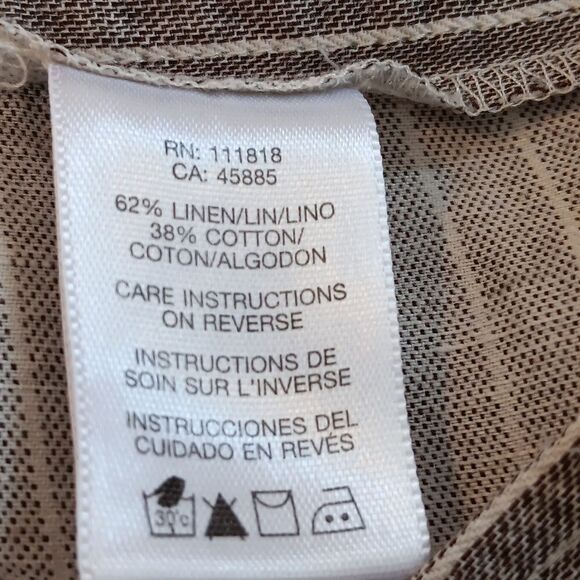 RN: 111818
CA: 45885
62% LINEN/LIN/LINO
38% COTTON/
COTON/ALGODON
CARE INSTRUCTIONS
ON REVERSE
INSTRUCTIONS DE
SOIN SUR L'INVERSE
INSTRUCCIONES DEL
CUIDADO EN REVÉS
30°c